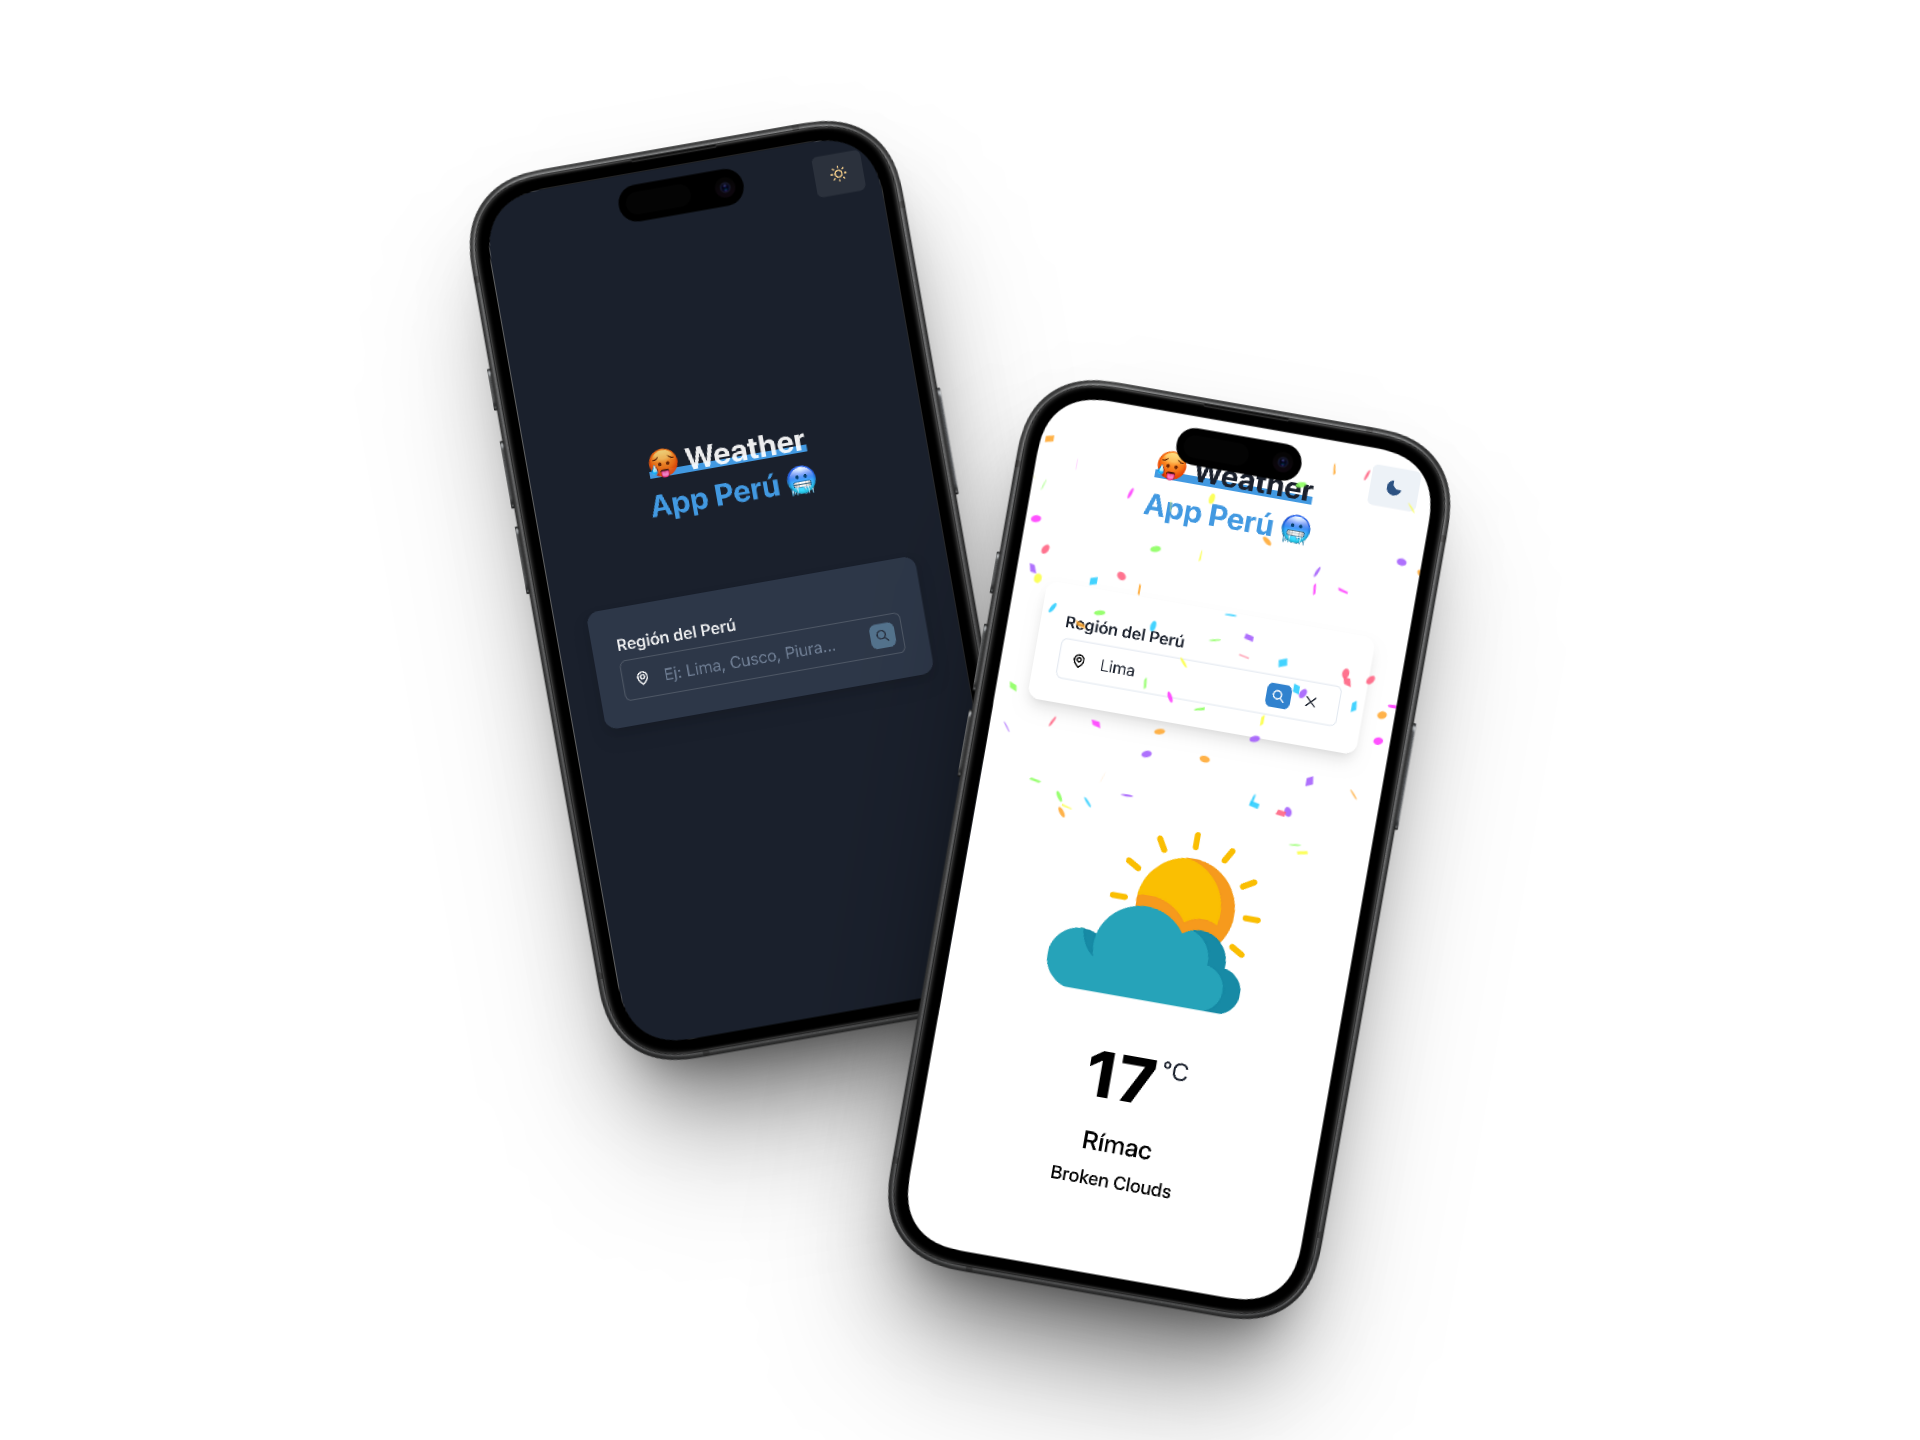 🥵 Weather
App Perú 🥶
Región del Perú
Ej: Lima, Cusco, Piura...
🥵 Weather
App Perú 🥶
Región del Perú
Lima
17 °C
Rímac
Broken Clouds